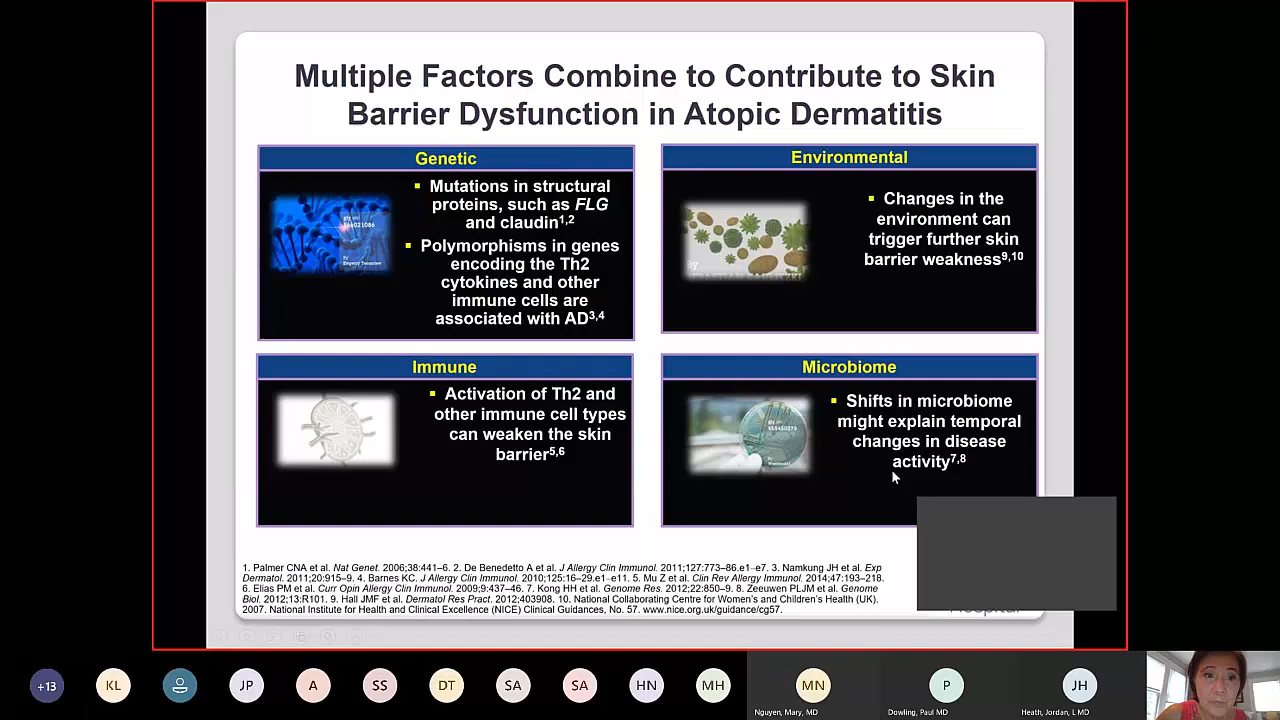 Multiple Factors Combine to Contribute to Skin
Barrier Dysfunction in Atopic Dermatitis
Genetic
Mutations in structural
proteins, such as FLG
and claudin1,2
Polymorphisms in genes
encoding the Th2
cytokines and other
immune cells are
associated with AD3,4
Environmental
Changes in the
environment can
trigger further skin
barrier weakness9,10
Immune
Activation of Th2 and
other immune cell types
can weaken the skin
barrier5,6
Microbiome
Shifts in microbiome
might explain temporal
changes in disease
activity7,8
1. Palmer CNA et al. Nat Genet. 2006;38:441–6. 2. De Benedetto A et al. J Allergy Clin Immunol. 2011;127:773–86.e1–e7. 3. Namkung JH et al. Exp
Dermatol. 2011;20:915–9. 4. Barnes KC. J Allergy Clin Immunol. 2010;125:16–29.e1–e11. 5. Mu Z et al. Clin Rev Allergy Immunol. 2014;47:193–218.
6. Elias PM et al. Curr Opin Allergy Clin Immunol. 2009;9:437–46. 7. Kong HH et al. Genome Res. 2012;22:850–9. 8. Zeeuwen PLJM et al. Genome
Biol. 2012;13:R101. 9. Hall JMF et al. Dermatol Res Pract. 2012:403908. 10. National Collaborating Centre for Women's and Children's Health (UK).
2007. National Institute for Health and Clinical Excellence (NICE) Clinical Guidances, No. 57. www.nice.org.uk/guidance/cg57.
Hospital
+13
KL
JP
A
SS
DT
SA
SA
HN
MH
MN
P
JH
Nguyen, Mary, MD
Dowling, Paul MD
Heath, Jordan, L MD